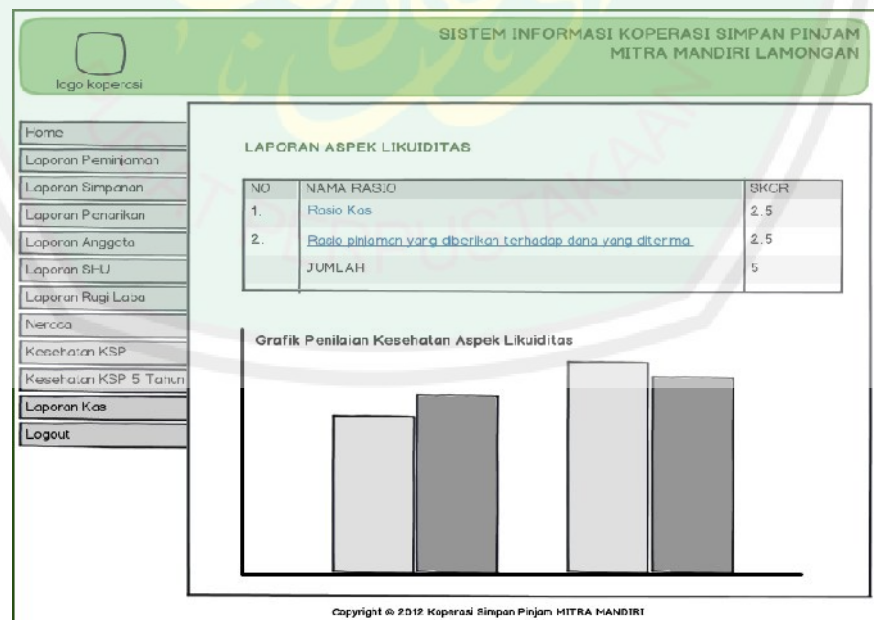 SISTEM INFORMASI KOPERASI SIMPAN PINJAM
MITRA MANDIRI LAMONGAN
logo koperasi
Home
Laporan Peminjaman
Laporan Simpanan
Laporan Penarikan
Laporan Anggota
Laporan SHU
Laporan Rugi Laba
Neraca
Kesehatan KSP
Kesehatan KSP 5 Tahun
Laporan Kas
Logout
LAPORAN ASPEK LIKUIDITAS
NO NAMA RASIO SKOR
1. Rasio Kas 2.5
2. Rasio pinjaman yang diberikan terhadap dana yang diterima 2.5
JUMLAH 5
Grafik Penilaian Kesehatan Aspek Likuiditas
Copyright © 2012 Koperasi Simpan Pinjam MITRA MANDIRI